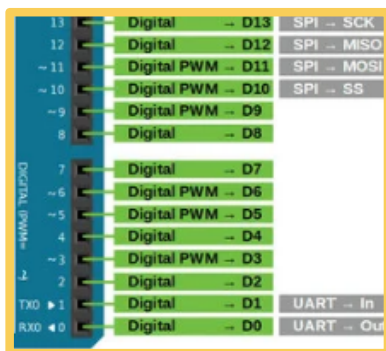 13 Digital → D13 SPI → SCK
12 Digital → D12 SPI → MISO
~11 Digital PWM → D11 SPI → MOSI
~10 Digital PWM → D10 SPI → SS
~9 Digital PWM → D9
8 Digital → D8
7 Digital → D7
~6 Digital PWM → D6
~5 Digital PWM → D5
4 Digital → D4
~3 Digital PWM → D3
2 Digital → D2
TX0 ▶ 1 Digital → D1 UART → In
RX0 ◀ 0 Digital → D0 UART → Out
DIGITAL (PWM= ~)